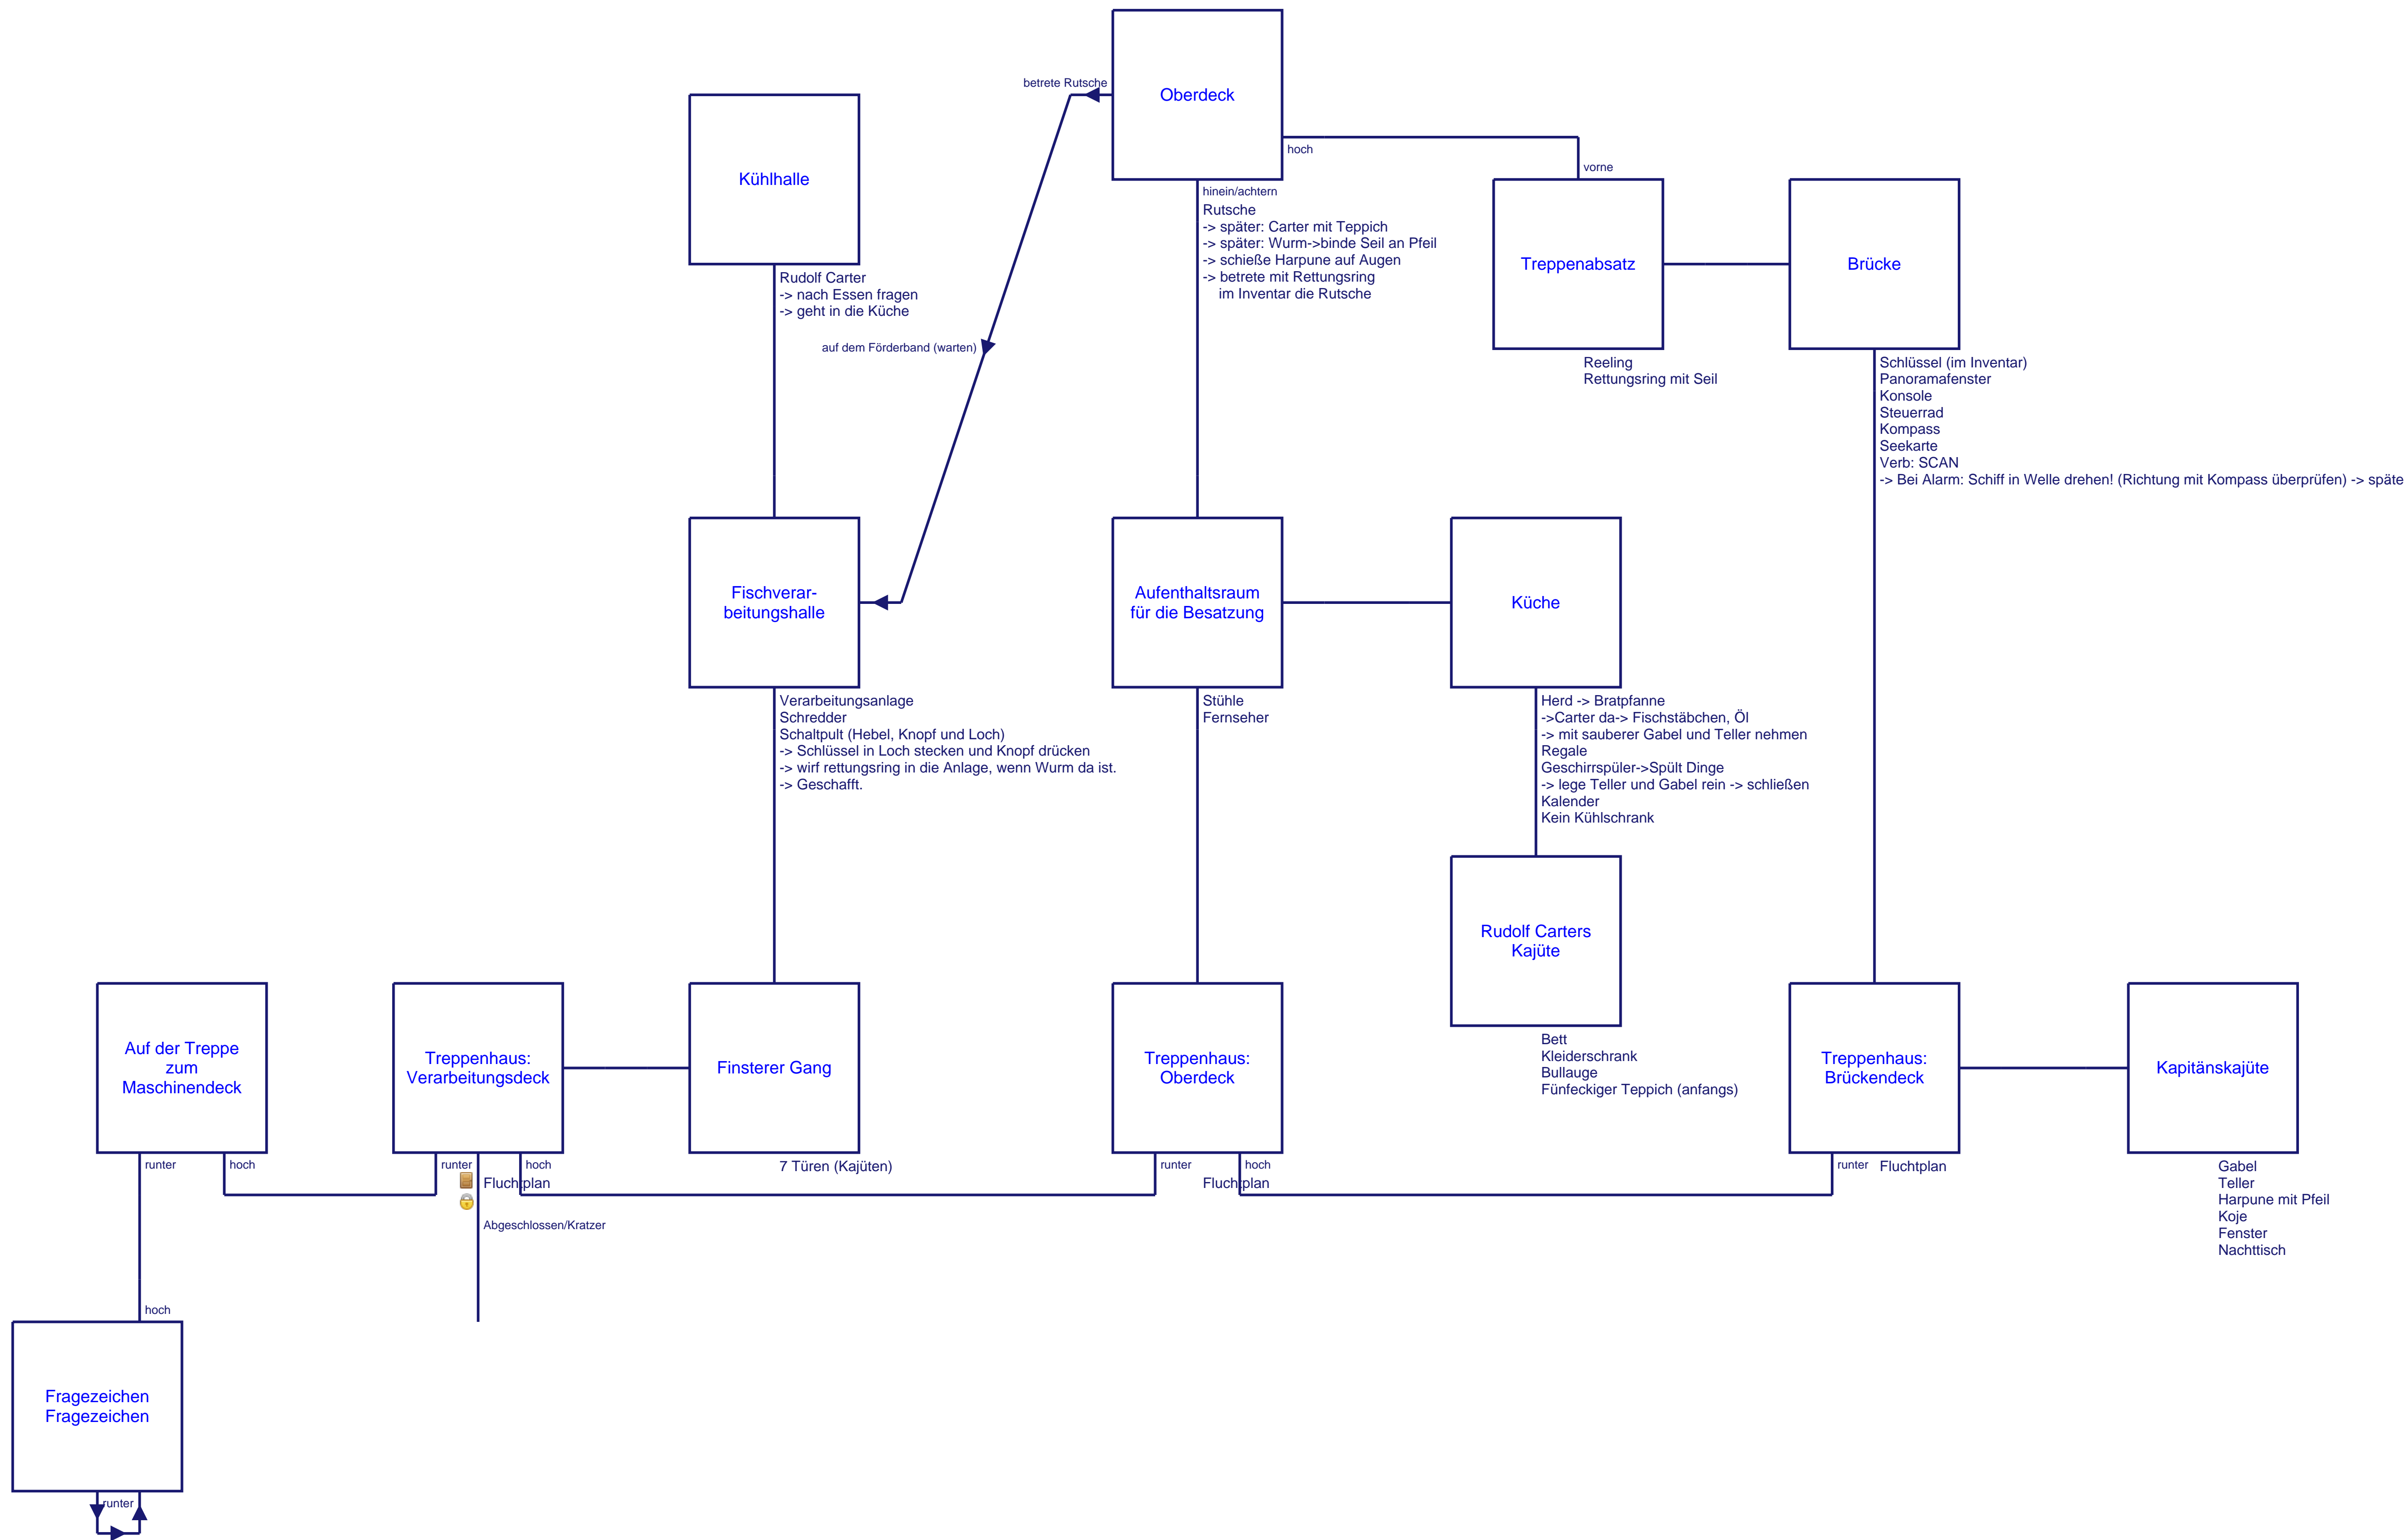 betrete Rutsche
Oberdeck
hoch
vorne
Kühlhalle
hinein/achtern
Rutsche
-> später: Carter mit Teppich
-> später: Wurm->binde Seil an Pfeil
-> schieße Harpune auf Augen
-> betrete mit Rettungsring
im Inventar die Rutsche
Treppenabsatz
Brücke
Rudolf Carter
-> nach Essen fragen
-> geht in die Küche
auf dem Förderband (warten)
Reeling
Rettungsring mit Seil
Schlüssel (im Inventar)
Panoramafenster
Konsole
Steuerrad
Kompass
Seekarte
Verb: SCAN
-> Bei Alarm: Schiff in Welle drehen! (Richtung mit Kompass überprüfen) -> späte
Fischverar-
beitungshalle
Aufenthaltsraum
für die Besatzung
Küche
Verarbeitungsanlage
Schredder
Schaltpult (Hebel, Knopf und Loch)
-> Schlüssel in Loch stecken und Knopf drücken
-> wirf rettungsring in die Anlage, wenn Wurm da ist.
-> Geschafft.
Stühle
Fernseher
Herd -> Bratpfanne
->Carter da-> Fischstäbchen, Öl
-> mit sauberer Gabel und Teller nehmen
Regale
Geschirrspüler->Spült Dinge
-> lege Teller und Gabel rein -> schließen
Kalender
Kein Kühlschrank
Rudolf Carters
Kajüte
Bett
Kleiderschrank
Bullauge
Fünfeckiger Teppich (anfangs)
Auf der Treppe
zum
Maschinendeck
Treppenhaus:
Verarbeitungsdeck
Finsterer Gang
Treppenhaus:
Oberdeck
Treppenhaus:
Brückendeck
Kapitänskajüte
runter
hoch
runter
hoch
Fluchtplan
Abgeschlossen/Kratzer
7 Türen (Kajüten)
runter
hoch
Fluchtplan
runter
Fluchtplan
Gabel
Teller
Harpune mit Pfeil
Koje
Fenster
Nachttisch
hoch
Fragezeichen
Fragezeichen
runter